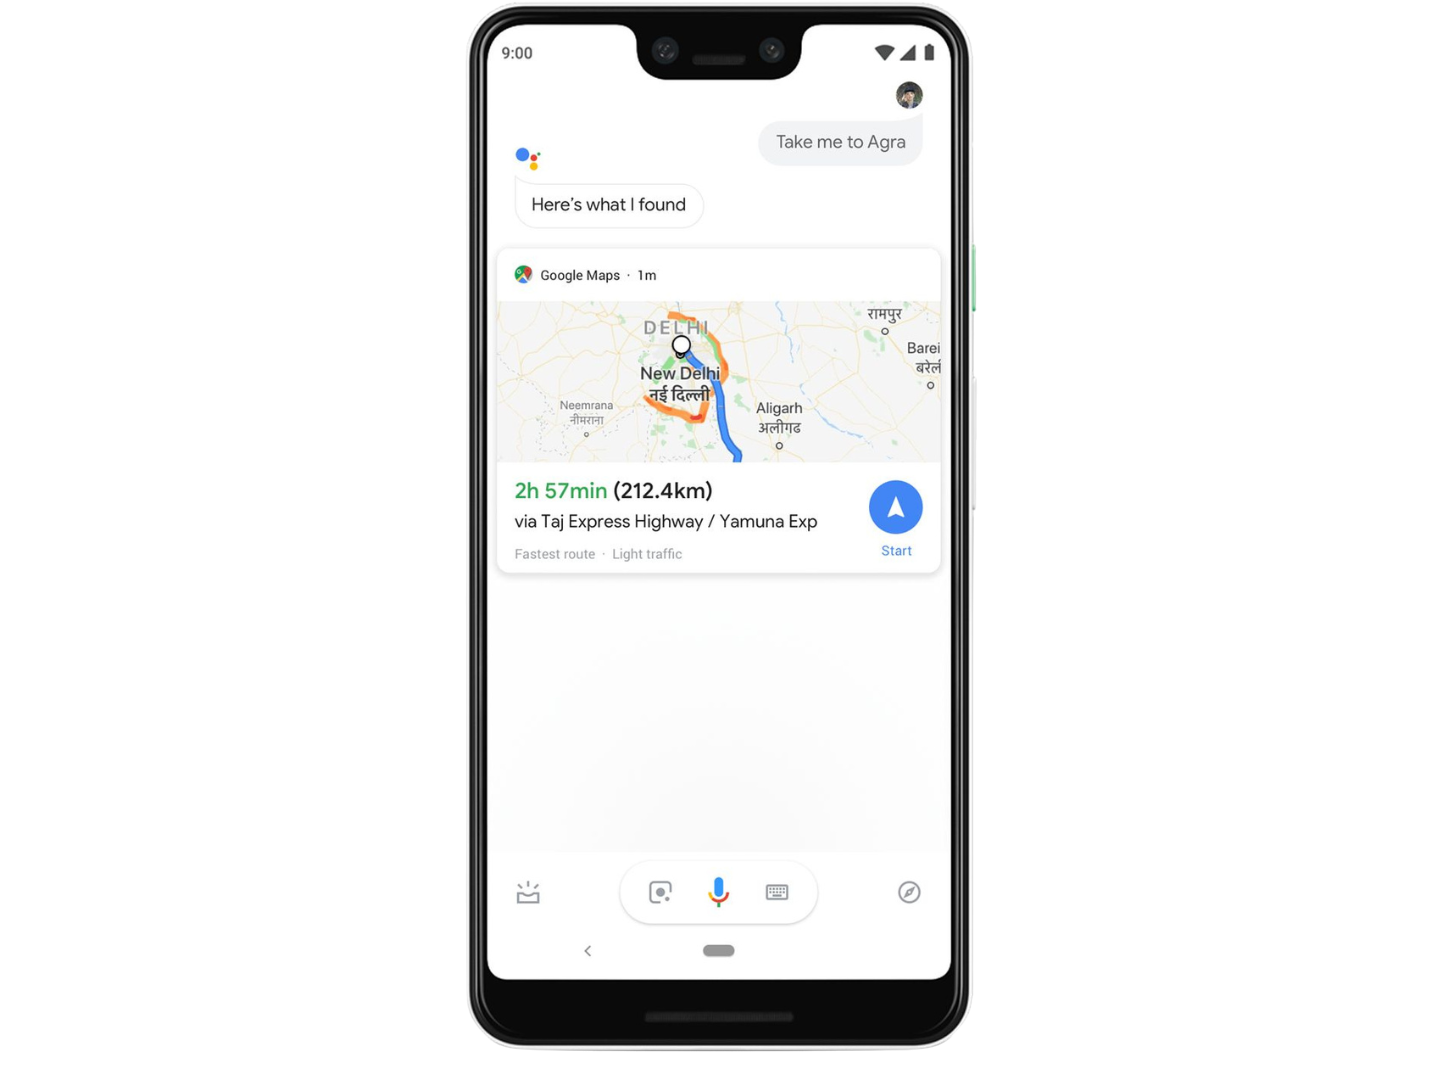 9:00
Take me to Agra
Here's what I found
Google Maps · 1m
DELHI
New Delhi
नई दिल्ली
Neemrana
नीमराना
Aligarh
अलीगढ
रामपुर
Barei
बरेल
2h 57min (212.4km)
via Taj Express Highway / Yamuna Exp
Fastest route · Light traffic
Start